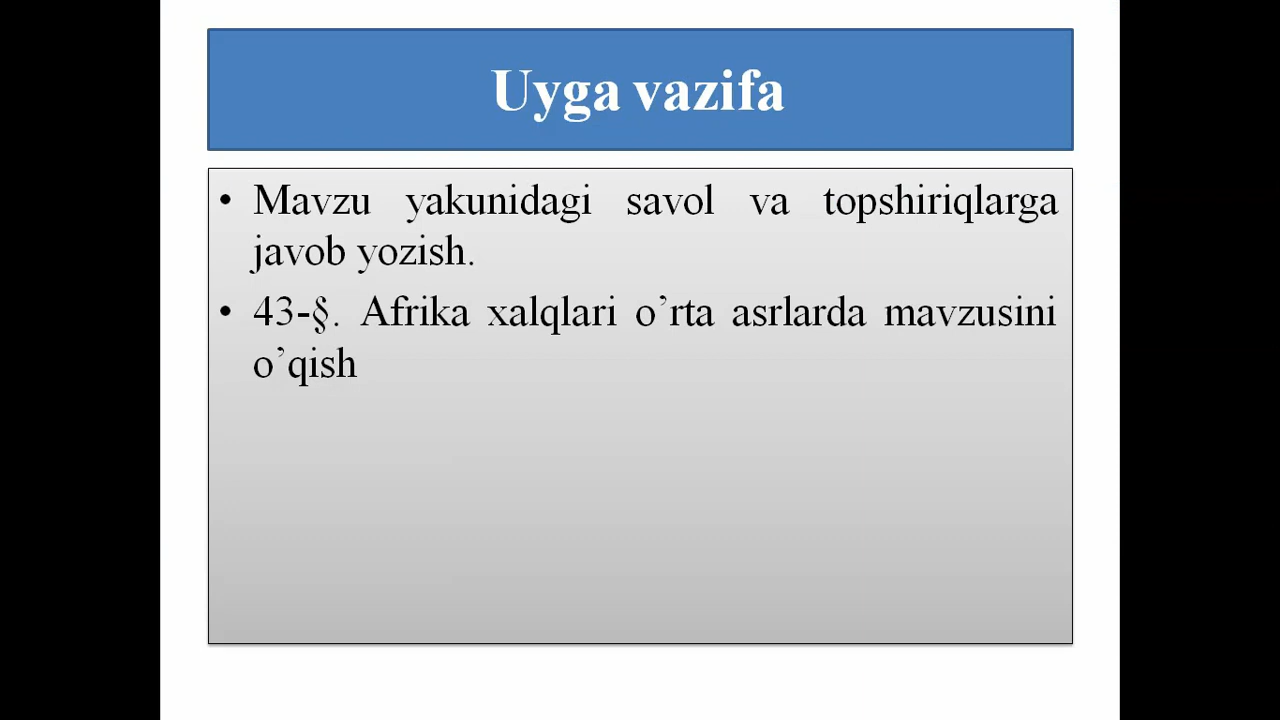 Uyga vazifa
• Mavzu yakunidagi savol va topshiriqlarga
javob yozish.
• 43-§. Afrika xalqlari o’rta asrlarda mavzusini
o’qish